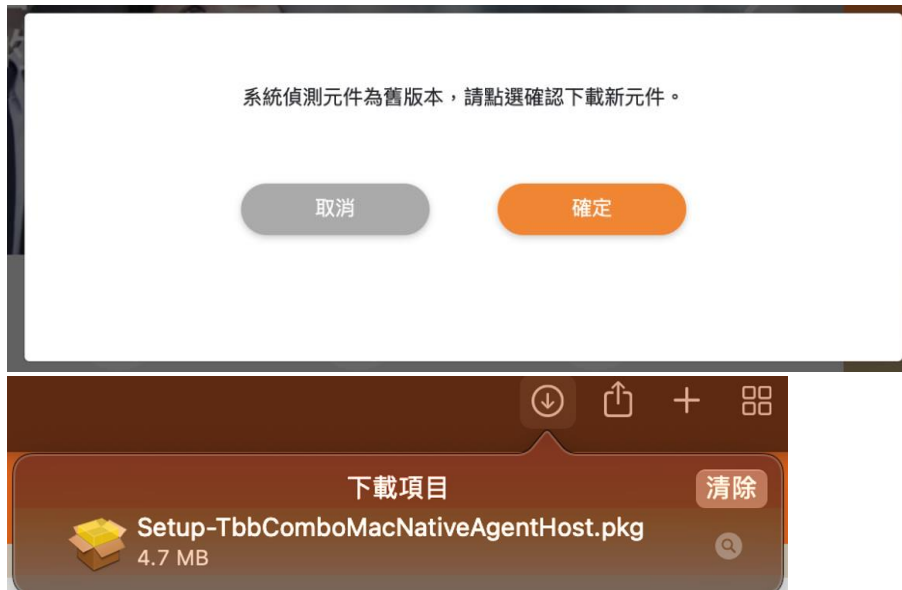 系統偵測元件為舊版本，請點選確認下載新元件。
取消
確定
下載項目
清除
Setup-TbbComboMacNativeAgentHost.pkg
4.7 MB